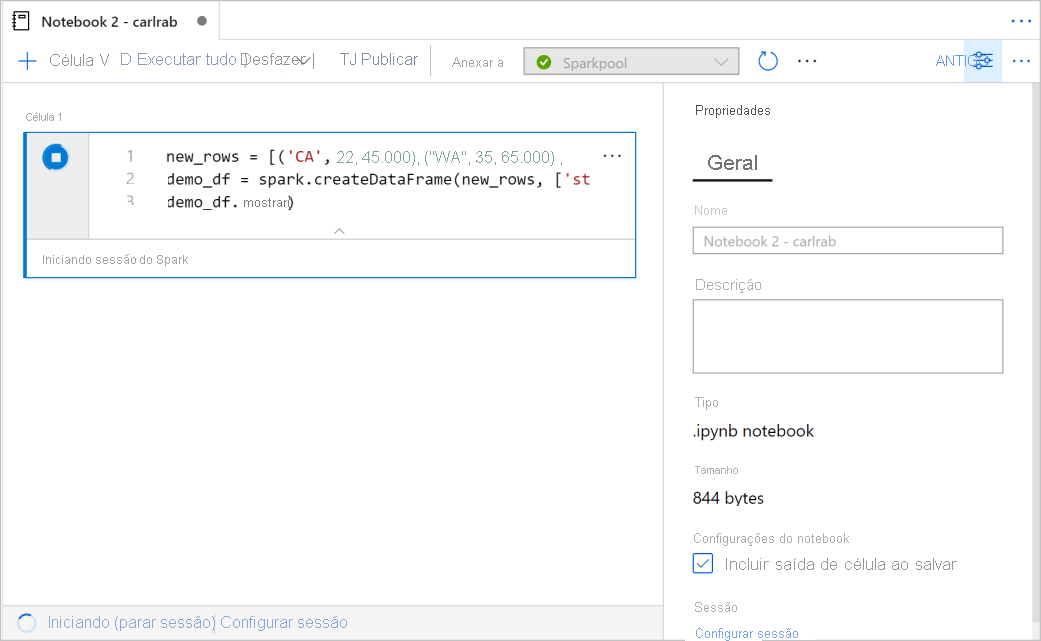 Notebook 2 - carlrab
Célula V D Executar tudo Desfazer TJ Publicar Anexar a Sparkpool
Célula 1
1 new_rows = [('CA', 22, 45.000), ("WA", 35, 65.000) ,
2 demo_df = spark.createDataFrame(new_rows, ['st
3 demo_df. mostrar)
Iniciando sessão do Spark
Iniciando (parar sessão) Configurar sessão
Propriedades
Geral
Nome
Notebook 2 - carlrab
Descrição
Tipo
.ipynb notebook
Tamanho
844 bytes
Configurações do notebook
Incluir saída de célula ao salvar
Sessão
Configurar sessão